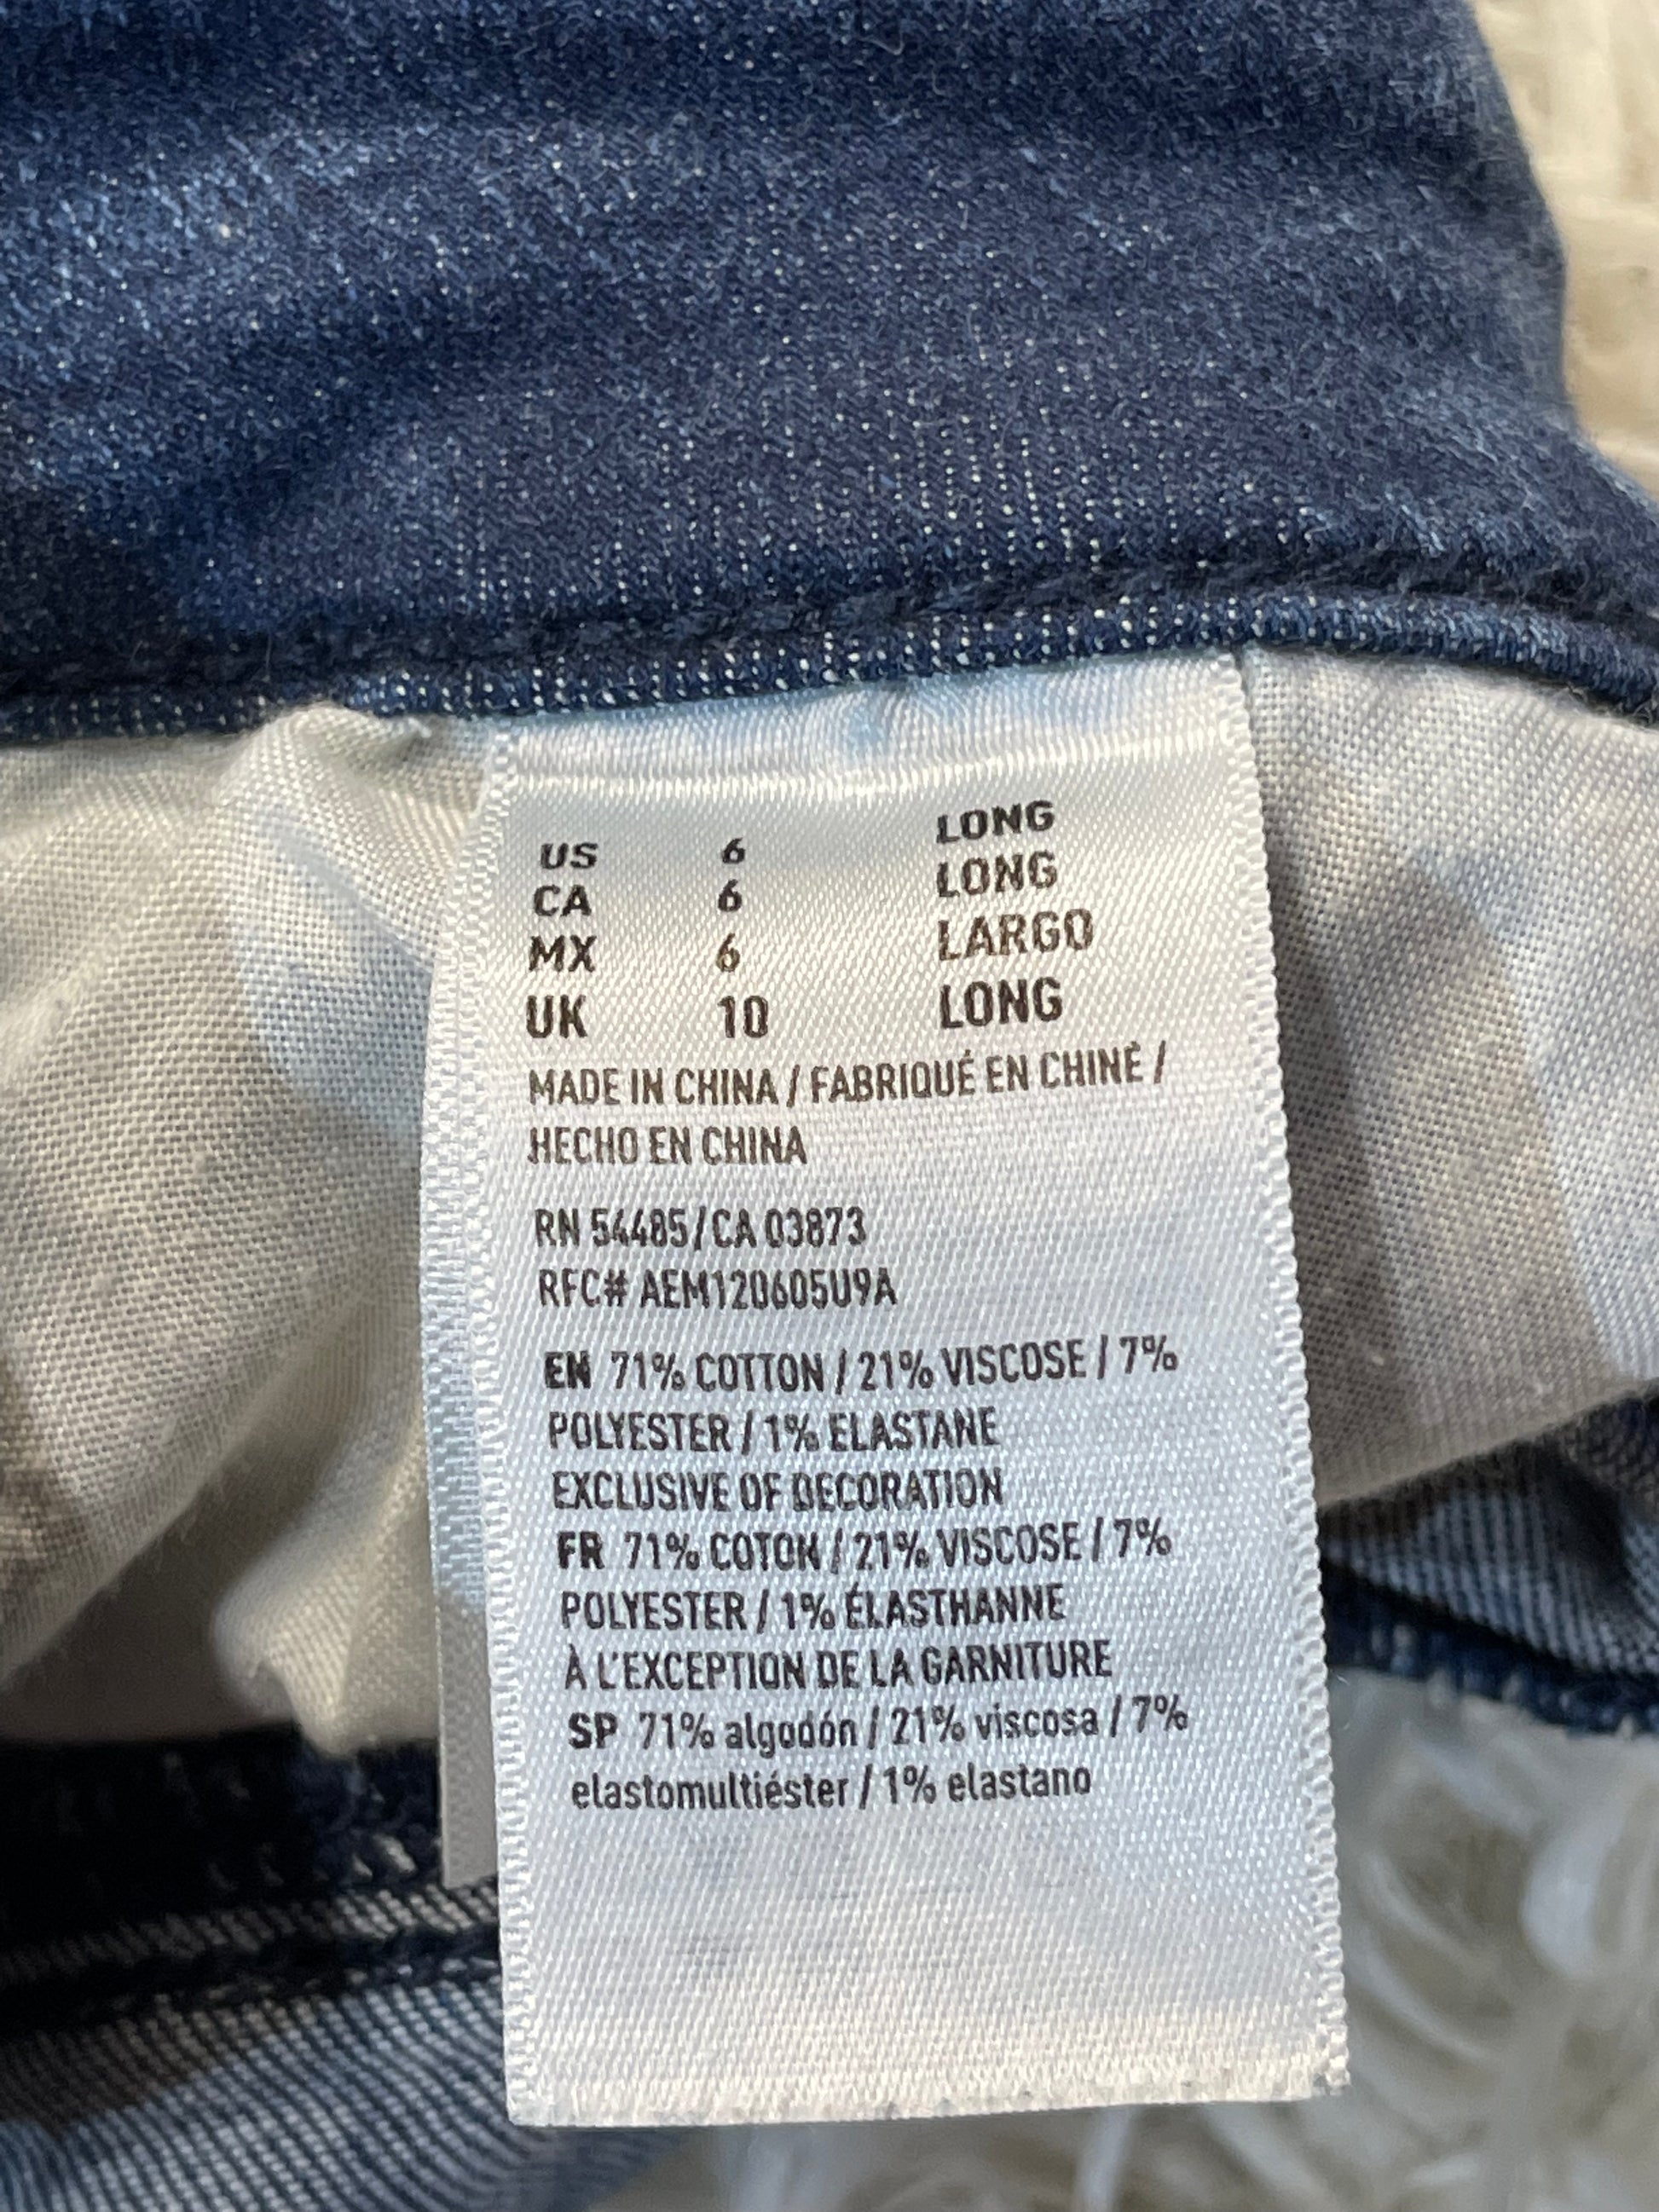 US 6 LONG
CA 6 LONG
MX 6 LARGO
UK 10 LONG
MADE IN CHINA / FABRIQUÉ EN CHINE /
HECHO EN CHINA
RN 54485/CA 03873
RFC# AEM120605U9A
EN 71% COTTON / 21% VISCOSE / 7%
POLYESTER / 1% ELASTANE
EXCLUSIVE OF DECORATION
FR 71% COTON / 21% VISCOSE / 7%
POLYESTER / 1% ÉLASTHANNE
À L'EXCEPTION DE LA GARNITURE
SP 71% algodón / 21% viscosa / 7%
elastomultiéster / 1% elastano